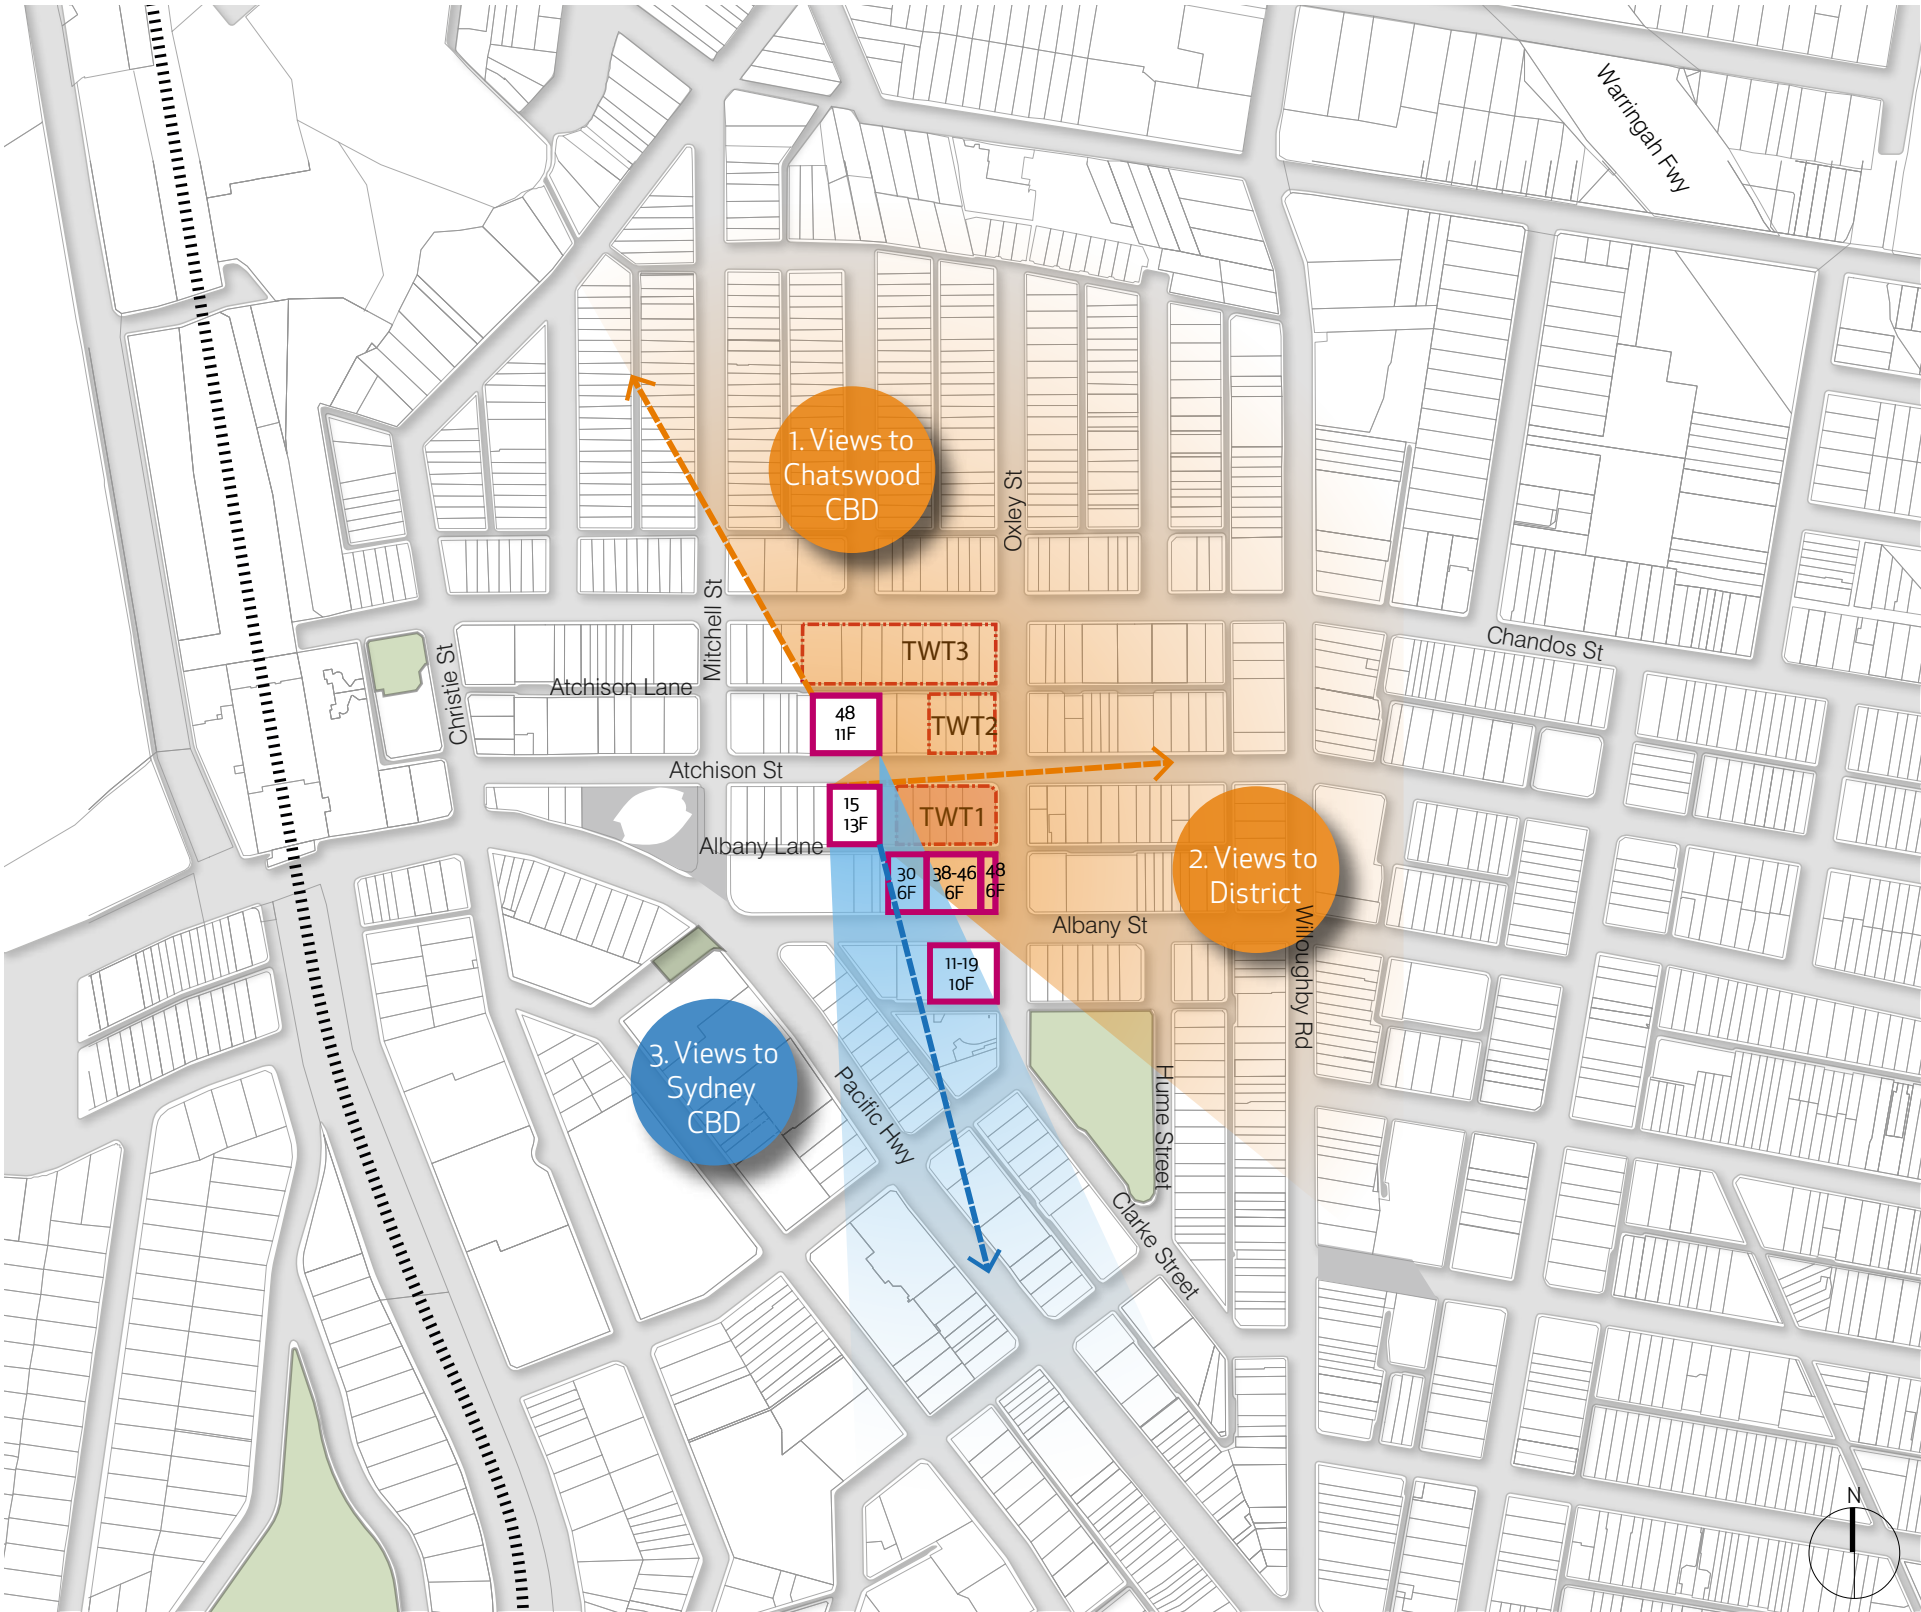 Warringah Fwy
1. Views to
Chatswood
CBD
Oxley St
Mitchell St
Chandos St
Christie St
TWT3
Atchison Lane
48
11F
TWT2
Atchison St
15
13F
TWT1
Albany Lane
30
6F
38-46
6F
48
6F
2. Views to
District
Albany St
Willoughby Rd
11-19
10F
3. Views to
Sydney
CBD
Pacific Hwy
Hume Street
Clarke Street
N